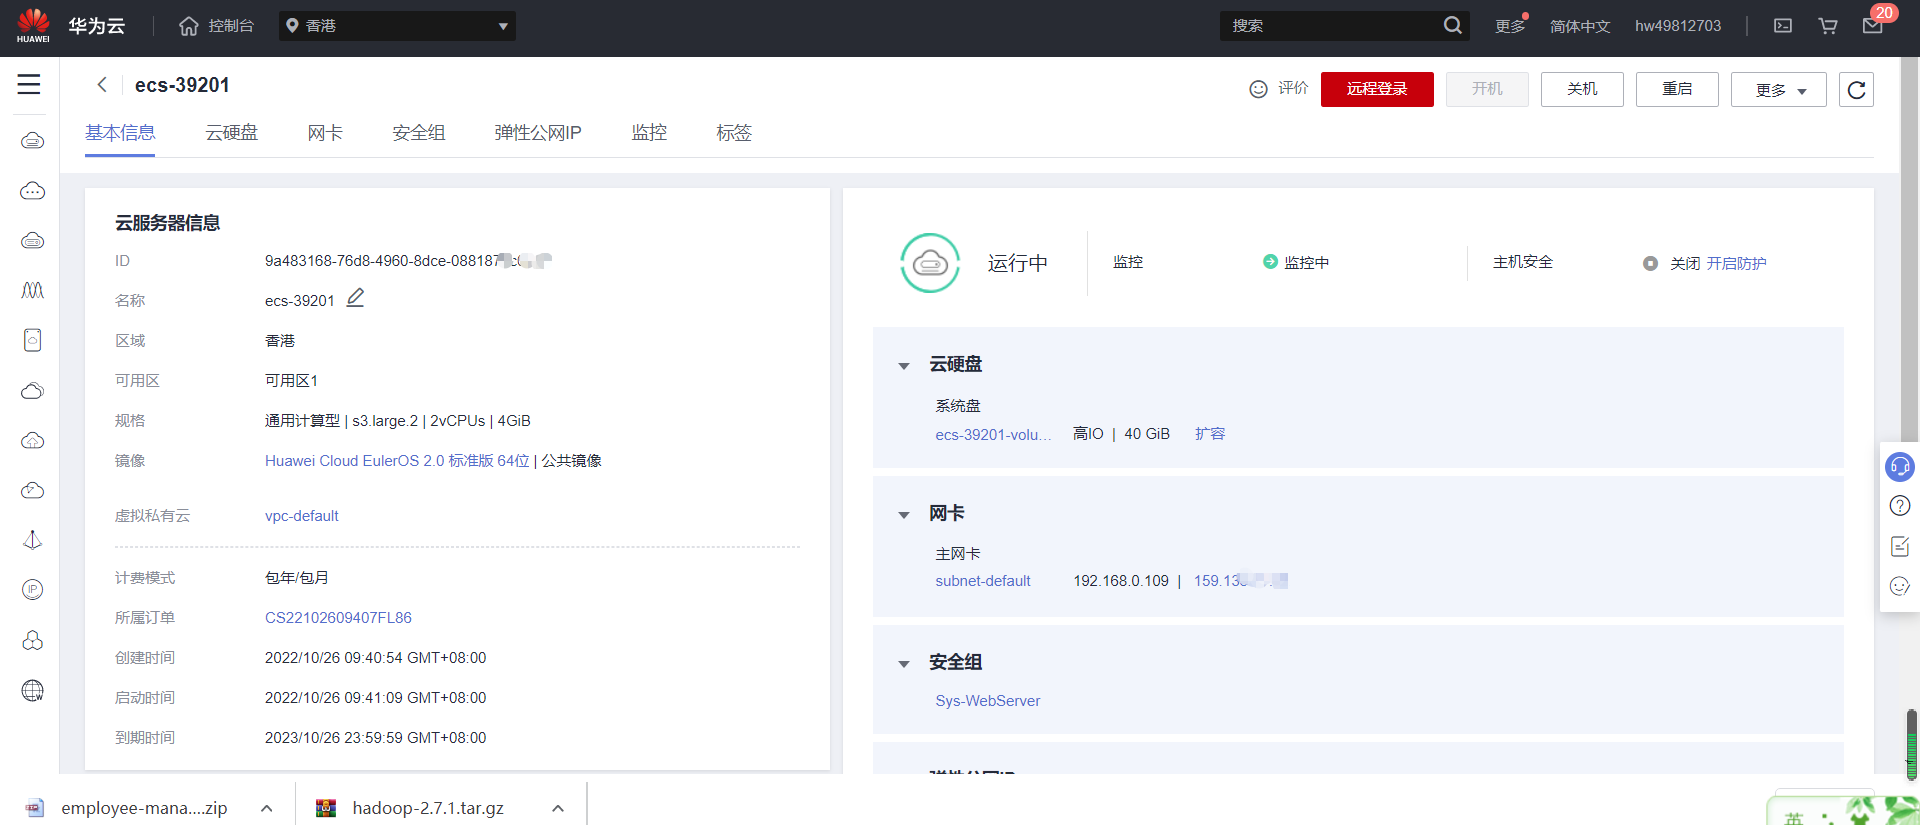 HUAWEI
华为云
控制台
香港
搜索
更多
简体中文
hw49812703
20
ecs-39201
评价
远程登录
开机
关机
重启
更多
基本信息
云硬盘
网卡
安全组
弹性公网IP
监控
标签
云服务器信息
ID
9a483168-76d8-4960-8dce-088187
名称
ecs-39201
区域
香港
可用区
可用区1
规格
通用计算型 | s3.large.2 | 2vCPUs | 4GiB
镜像
Huawei Cloud EulerOS 2.0 标准版 64位 | 公共镜像
虚拟私有云
vpc-default
计费模式
包年/包月
所属订单
CS22102609407FL86
创建时间
2022/10/26 09:40:54 GMT+08:00
启动时间
2022/10/26 09:41:09 GMT+08:00
到期时间
2023/10/26 23:59:59 GMT+08:00
运行中
监控
监控中
主机安全
关闭 开启防护
云硬盘
系统盘
ecs-39201-volu...
高IO | 40 GiB
扩容
网卡
主网卡
subnet-default
192.168.0.109 | 159.13
安全组
Sys-WebServer
弹性公网IP
IP
employee-mana....zip
hadoop-2.7.1.tar.gz
英